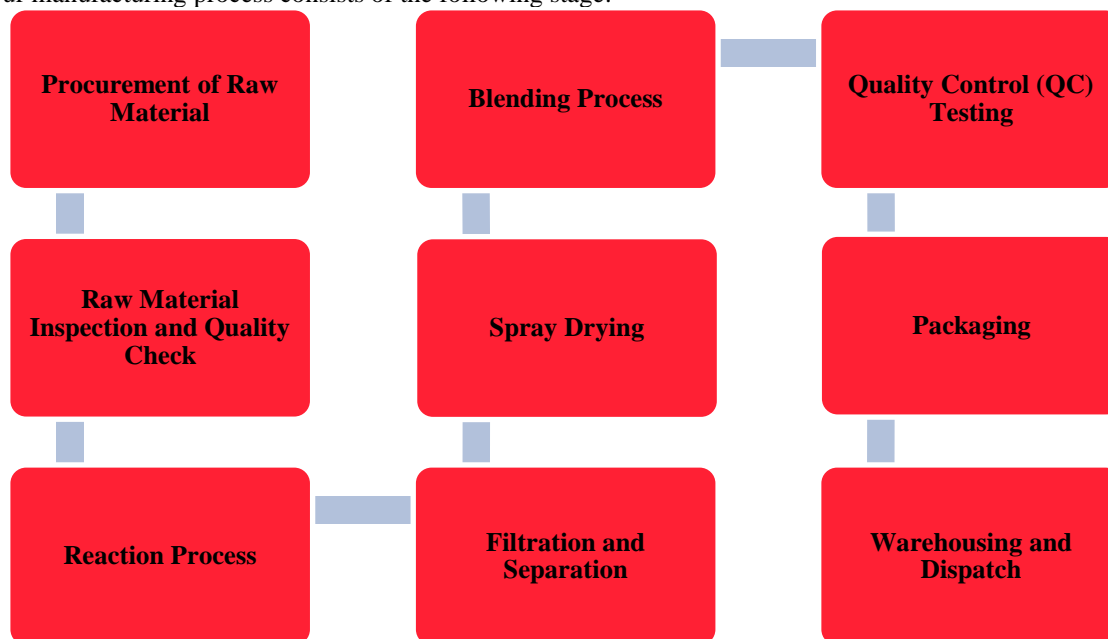 ur manufacturing process consists of the following stage:
Procurement of Raw
Material
Raw Material
Inspection and Quality
Check
Reaction Process
Filtration and
Separation
Spray Drying
Blending Process
Quality Control (QC)
Testing
Packaging
Warehousing and
Dispatch